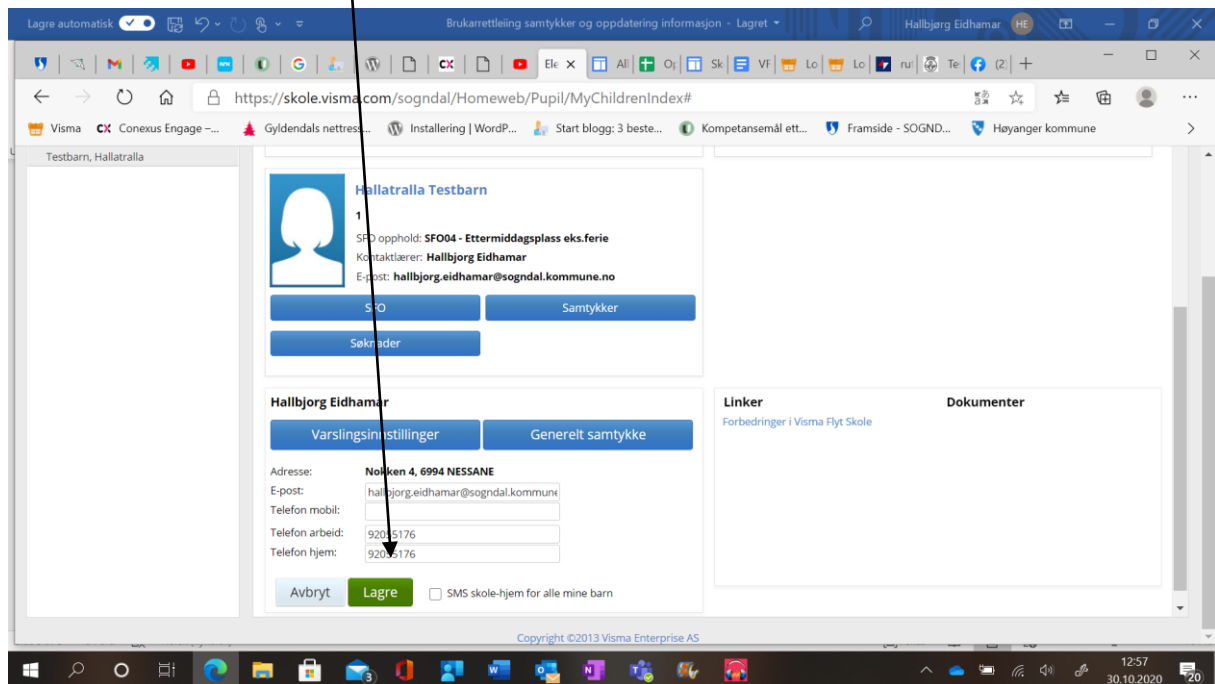 Lagre automatisk
Brukarrettleiing samtykker og oppdatering informasjon - Lagret
Hallbjørg Eidhamar
HE
G
CX
Ele
All
Op
Sk
VF
Lo
Lo
ru
Te
(2)
https://skole.visma.com/sogndal/Homeweb/Pupil/MyChildrenIndex#
Visma
CX Conexus Engage –...
Gyldendals nettress...
Installering | WordP...
Start blogg: 3 beste...
Kompetansemål ett...
Framside - SOGND...
Høyanger kommune
Testbarn, Hallatralla
Hallatralla Testbarn
1
SFO opphold: SFO04 - Ettermiddagsplass eks.ferie
Kontaktlærer: Hallbjorg Eidhamar
E-post: hallbjorg.eidhamar@sogndal.kommune.no
SFO
Samtykker
Søknader
Hallbjorg Eidhamar
Varslingsinnstillinger
Generelt samtykke
Adresse: Nokken 4, 6994 NESSANE
E-post: hallbjorg.eidhamar@sogndal.kommune
Telefon mobil:
Telefon arbeid: 92055176
Telefon hjem: 92055176
Avbryt
Lagre
SMS skole-hjem for alle mine barn
Linker
Dokumenter
Forbedringer i Visma Flyt Skole
Copyright ©2013 Visma Enterprise AS
3
12:57
30.10.2020
20